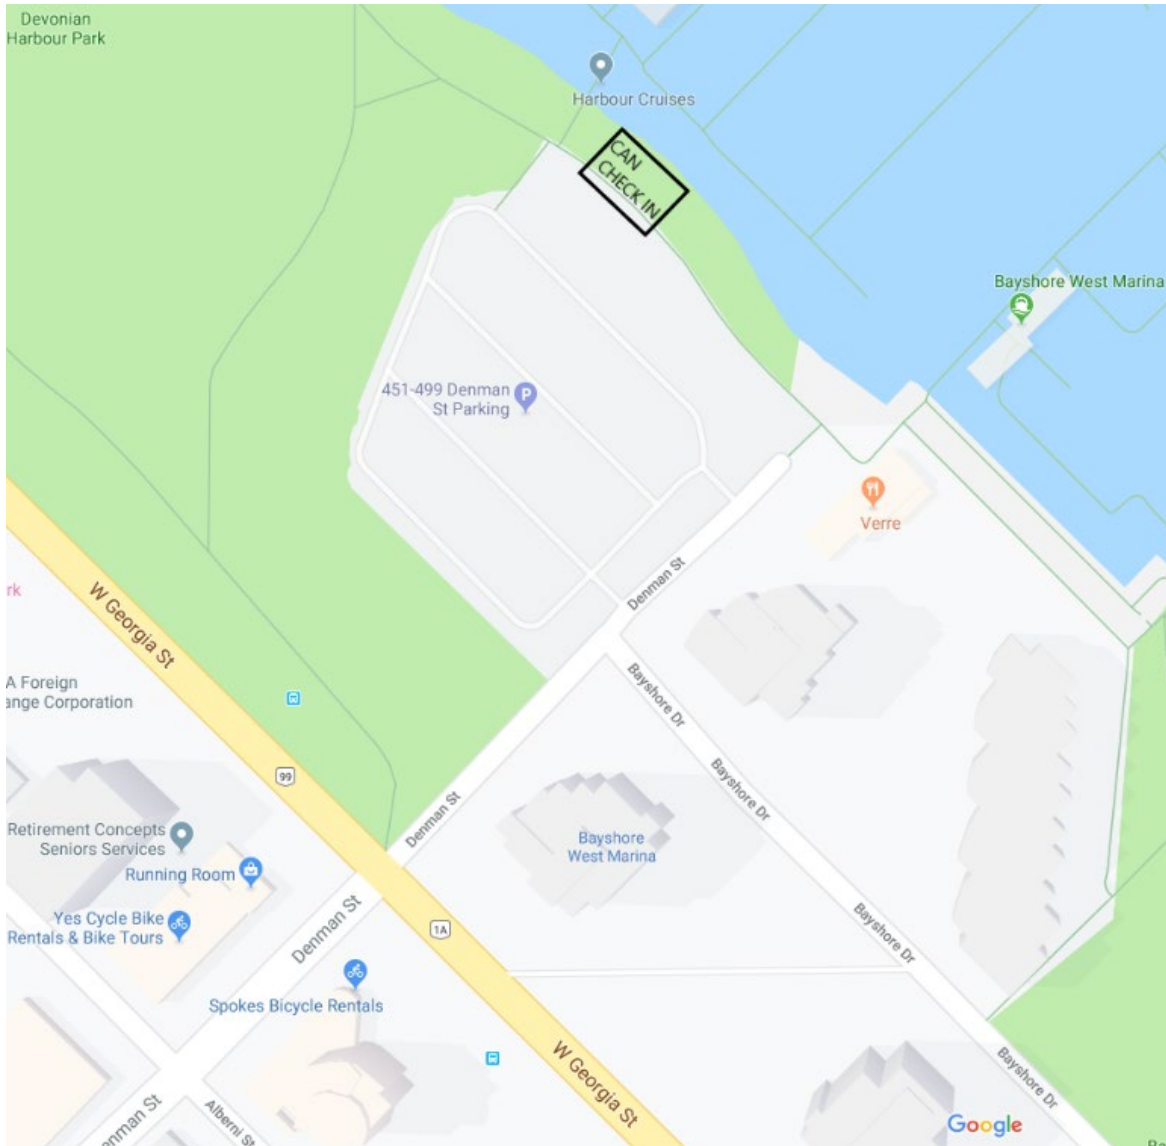 Devonian
Harbour Park
Harbour Cruises
CAN
CHECK IN
Bayshore West Marina
451-499 Denman
St Parking
P
Verre
rk
W Georgia St
Denman St
Bayshore Dr
A Foreign
ange Corporation
99
Bayshore Dr
Denman St
Retirement Concepts
Seniors Services
Bayshore
West Marina
Running Room
Yes Cycle Bike
Rentals & Bike Tours
Denman St
1A
Bayshore Dr
Spokes Bicycle Rentals
W Georgia St
Bayshore Dr
enman St
Alberni St
Google
Ba